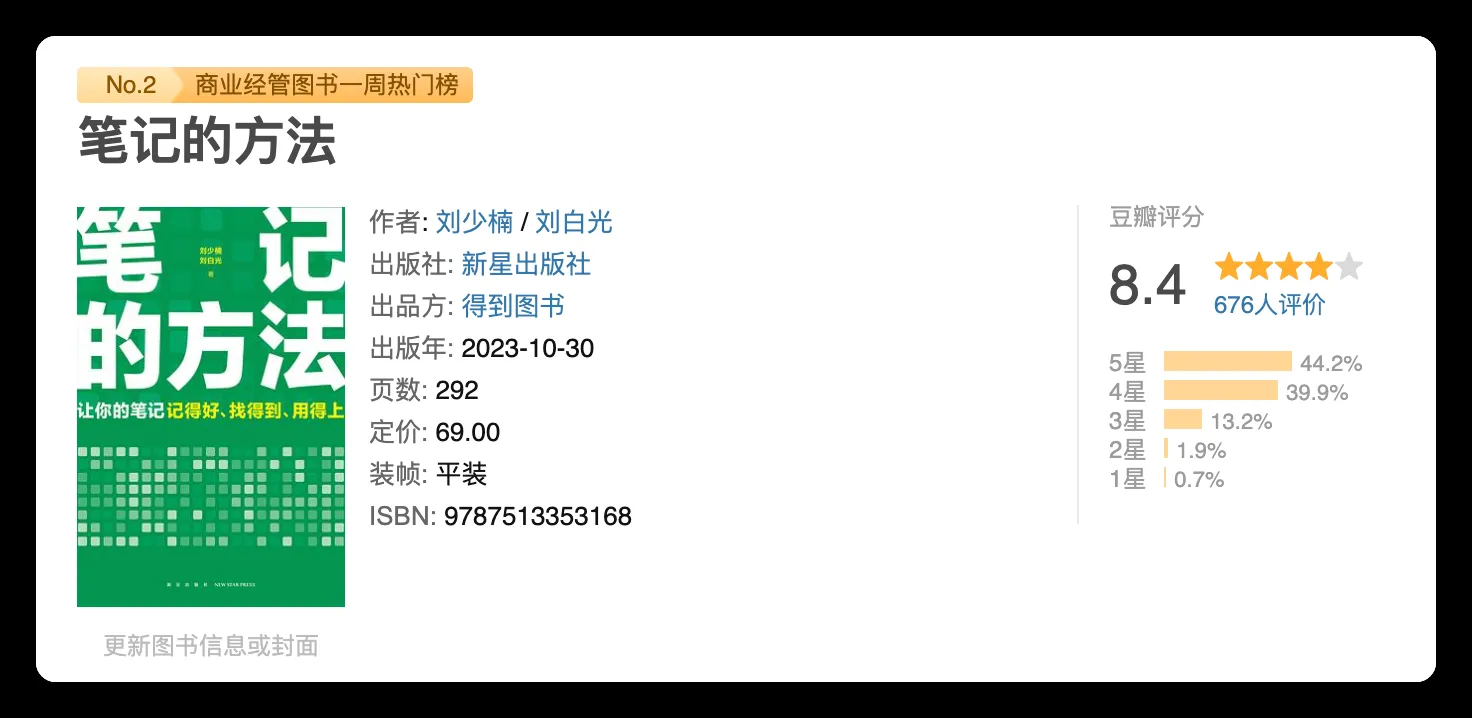 No.2 商业经管图书一周热门榜
笔记的方法
笔 记
刘少楠
刘白光
著
的方法
让你的笔记记得好、找得到、用得上
新星出版社 NEW STAR PRESS
更新图书信息或封面
作者: 刘少楠 / 刘白光
出版社: 新星出版社
出品方: 得到图书
出版年: 2023-10-30
页数: 292
定价: 69.00
装帧: 平装
ISBN: 9787513353168
豆瓣评分
8.4
676人评价
5星 44.2%
4星 39.9%
3星 13.2%
2星 1.9%
1星 0.7%